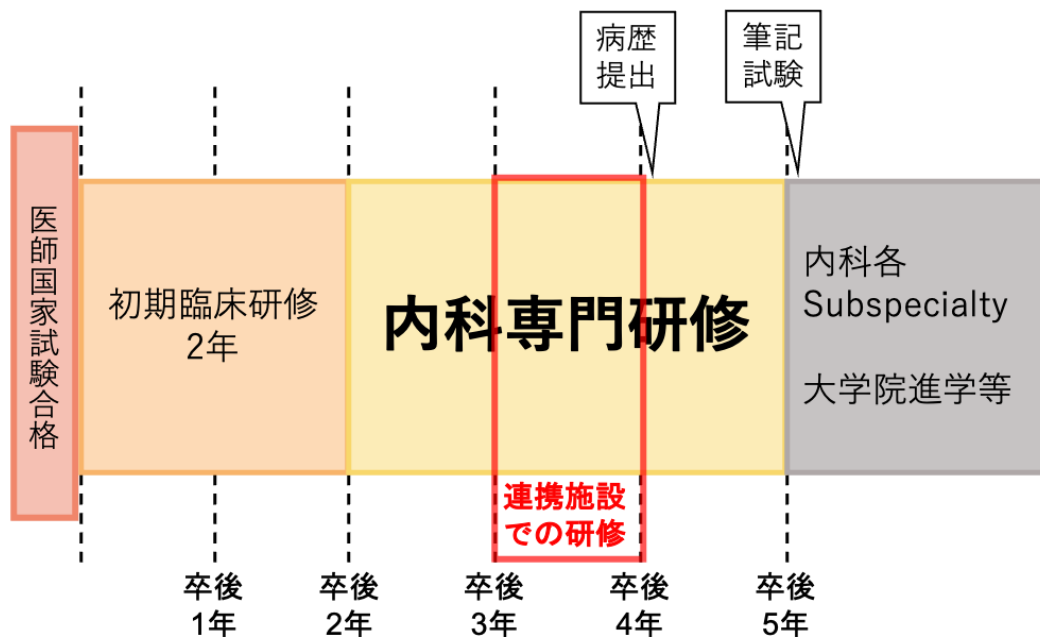 病歴
提出
筆記
試験
医師国家試験合格
初期臨床研修
2年
内科専門研修
内科各
Subspecialty
大学院進学等
連携施設
での研修
卒後
1年
卒後
2年
卒後
3年
卒後
4年
卒後
5年